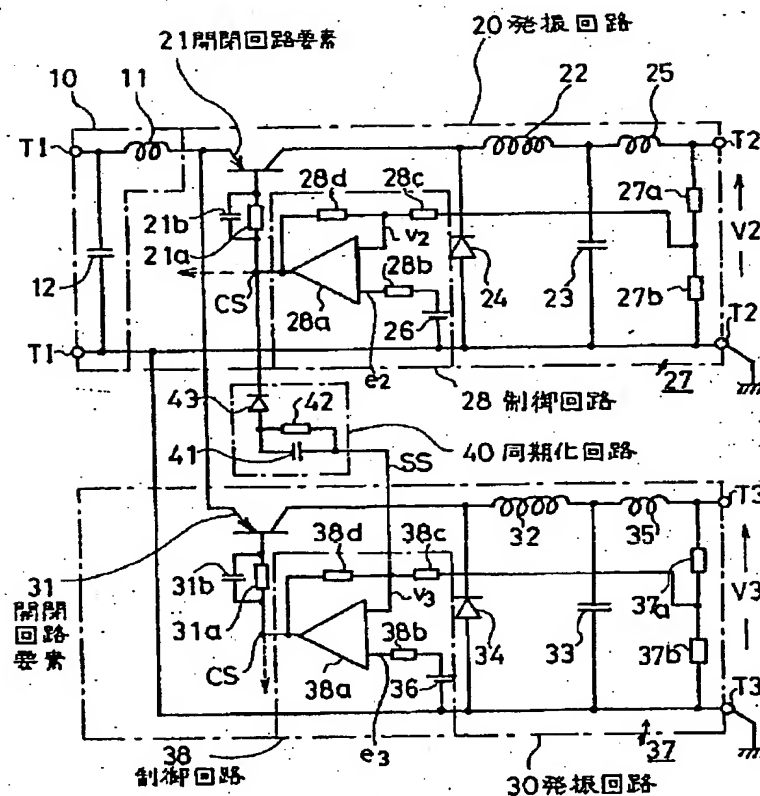 21開閉回路要素
20発振回路
10
11
22
25
T1
T2
28d
28c
27a
21b
21a
V2
v2
12
28b
24
23
27b
CS
28a
26
T1
T2
e2
27
28 制御回路
43
42
41
40 同期化回路
SS
T3
32
35
38d
38c
31b
v3
V3
31
開閉
回路
要素
31a
37a
34
33
38b
37b
CS
38a
36
T3
38
制御回路
e3
37
30発振回路